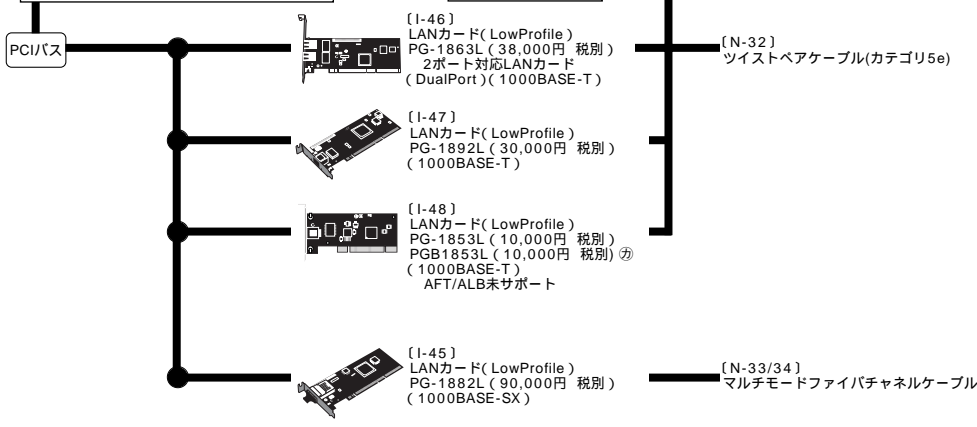 PCIバス
〔I-46〕
LANカード( LowProfile )
PG-1863L ( 38,000円 税別 )
2ポート対応LANカード
( DualPort ) ( 1000BASE-T )
〔N-32〕
ツイストペアケーブル(カテゴリ5e)
〔I-47〕
LANカード( LowProfile )
PG-1892L ( 30,000円 税別 )
( 1000BASE-T )
〔I-48〕
LANカード( LowProfile )
PG-1853L ( 10,000円 税別 )
PGB1853L ( 10,000円 税別) ㋕
( 1000BASE-T )
AFT/ALB未サポート
〔I-45〕
LANカード( LowProfile )
PG-1882L ( 90,000円 税別 )
( 1000BASE-SX )
〔N-33/34〕
マルチモードファイバチャネルケーブル